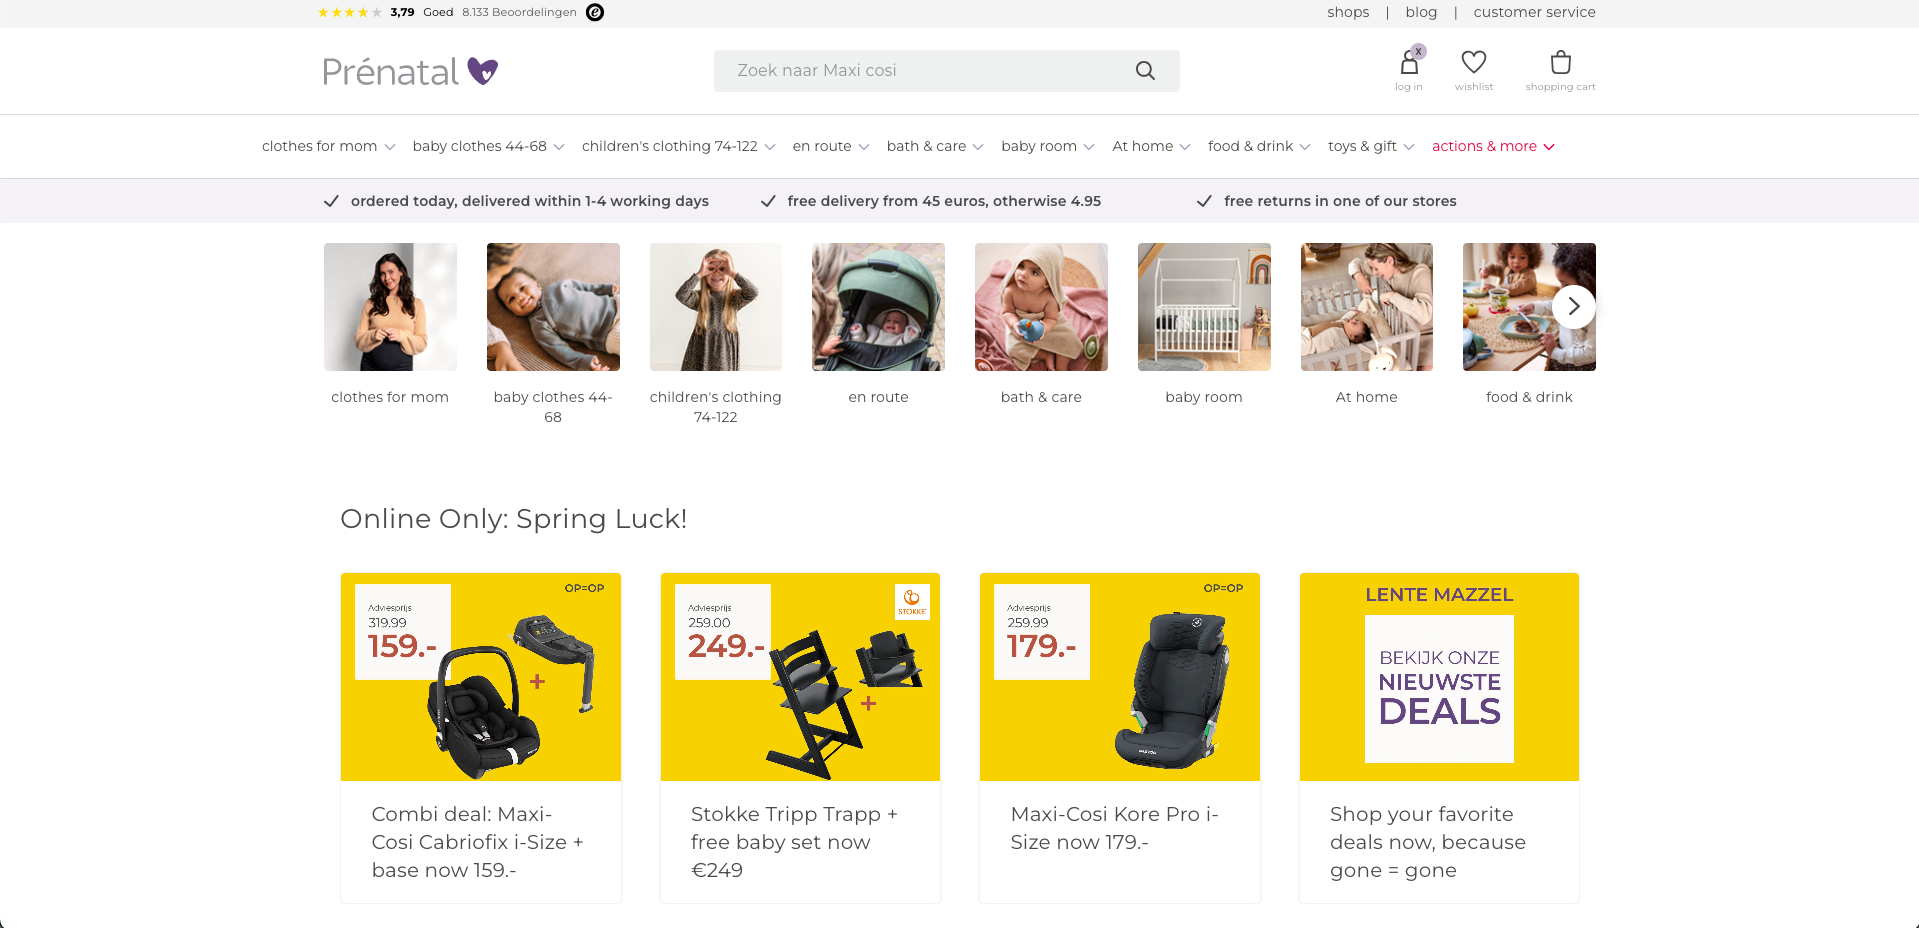 3,79 Goed 8.133 Beoordelingen
shops | blog | customer service
Prénatal
Zoek naar Maxi cosi
x
log in
wishlist
shopping cart
clothes for mom
baby clothes 44-68
children's clothing 74-122
en route
bath & care
baby room
At home
food & drink
toys & gift
actions & more
ordered today, delivered within 1-4 working days
free delivery from 45 euros, otherwise 4.95
free returns in one of our stores
clothes for mom
baby clothes 44-
68
children's clothing
74-122
en route
bath & care
baby room
At home
food & drink
Online Only: Spring Luck!
OP=OP
Adviesprijs
319.99
159.-
+
Combi deal: Maxi-
Cosi Cabriofix i-Size +
base now 159.-
STOKKE
Adviesprijs
259.00
249.-
+
Stokke Tripp Trapp +
free baby set now
€249
OP=OP
Adviesprijs
259.99
179.-
Maxi-Cosi Kore Pro i-
Size now 179.-
LENTE MAZZEL
BEKIJK ONZE
NIEUWSTE
DEALS
Shop your favorite
deals now, because
gone = gone